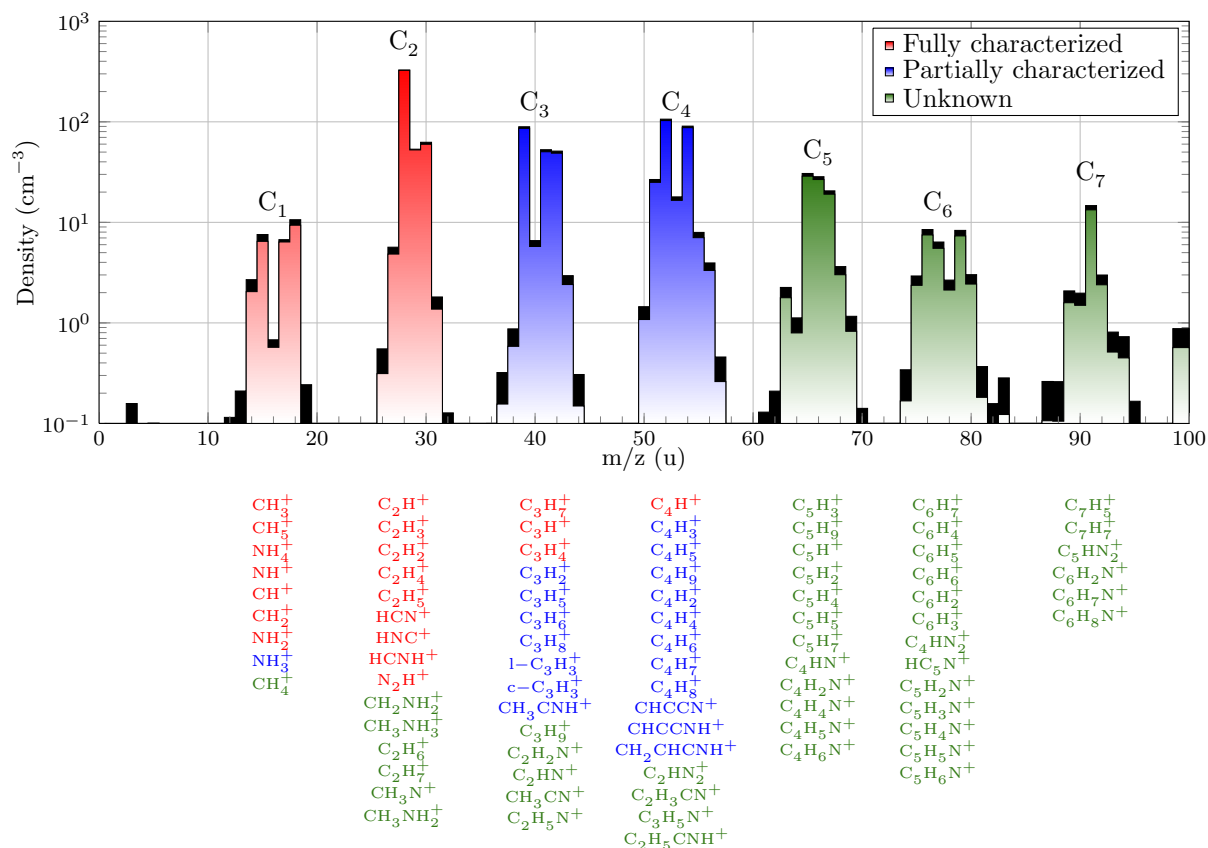 10³
10²
10¹
10⁰
10⁻¹
Density (cm⁻³)
C₁
C₂
C₃
C₄
C₅
C₆
C₇
Fully characterized
Partially characterized
Unknown
0 10 20 30 40 50 60 70 80 90 100
m/z (u)
CH₃⁺ C₂H⁺ C₃H₇⁺ C₄H⁺ C₅H₃⁺ C₆H₇⁺ C₇H₅⁺
CH₅⁺ C₂H₃⁺ C₃H⁺ C₄H₃⁺ C₅H₉⁺ C₆H₄⁺ C₇H₇⁺
NH₄⁺ C₂H₂⁺ C₃H₄⁺ C₄H₅⁺ C₅H⁺ C₆H₅⁺ C₅HN₂⁺
NH⁺ C₂H₄⁺ C₃H₂⁺ C₄H₉⁺ C₅H₂⁺ C₆H₆⁺ C₆H₂N⁺
CH⁺ C₂H₅⁺ C₃H₅⁺ C₄H₂⁺ C₅H₄⁺ C₆H₂⁺ C₆H₇N⁺
CH₂⁺ HCN⁺ C₃H₆⁺ C₄H₄⁺ C₅H₅⁺ C₆H₃⁺ C₆H₈N⁺
NH₂⁺ HNC⁺ C₃H₈⁺ C₄H₆⁺ C₅H₇⁺ C₄HN₂⁺
NH₃⁺ HCNH⁺ l−C₃H₃⁺ C₄H₇⁺ C₄HN⁺ HC₅N⁺
CH₄⁺ N₂H⁺ c−C₃H₃⁺ C₄H₈⁺ C₄H₂N⁺ C₅H₂N⁺
CH₂NH₂⁺ CH₃CNH⁺ CHCCN⁺ C₄H₄N⁺ C₅H₃N⁺
CH₃NH₃⁺ C₃H₉⁺ CHCCNH⁺ C₄H₅N⁺ C₅H₄N⁺
C₂H₆⁺ C₂H₂N⁺ CH₂CHCNH⁺ C₄H₆N⁺ C₅H₅N⁺
C₂H₇⁺ C₂HN⁺ C₂HN₂⁺ C₅H₆N⁺
CH₃N⁺ CH₃CN⁺ C₂H₃CN⁺
CH₃NH₂⁺ C₂H₅N⁺ C₃H₅N⁺
C₂H₅CNH⁺